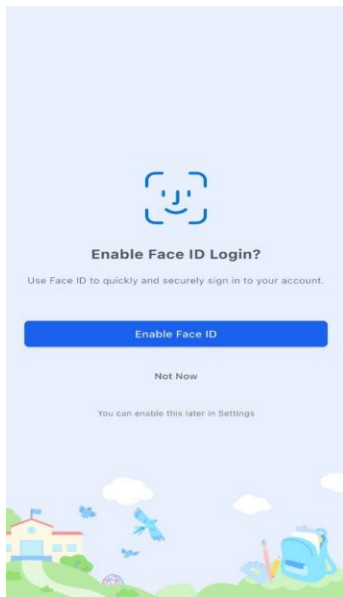 Enable Face ID Login?
Use Face ID to quickly and securely sign in to your account.
Enable Face ID
Not Now
You can enable this later in Settings